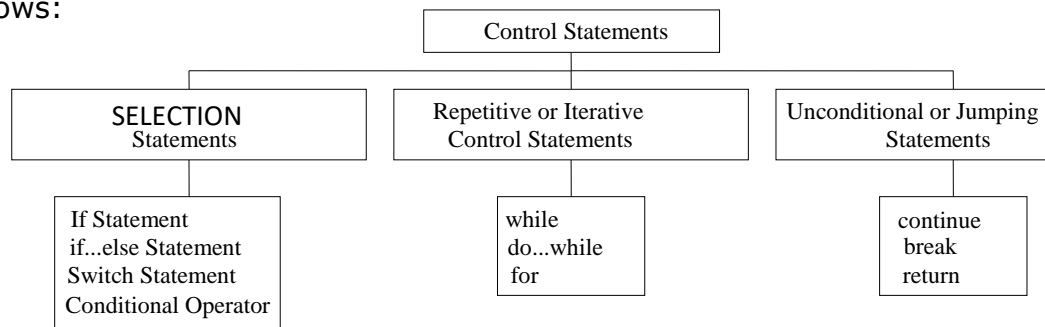 ows:
Control Statements
SELECTION
Statements
Repetitive or Iterative
Control Statements
Unconditional or Jumping
Statements
If Statement
if...else Statement
Switch Statement
Conditional Operator
while
do...while
for
continue
break
return